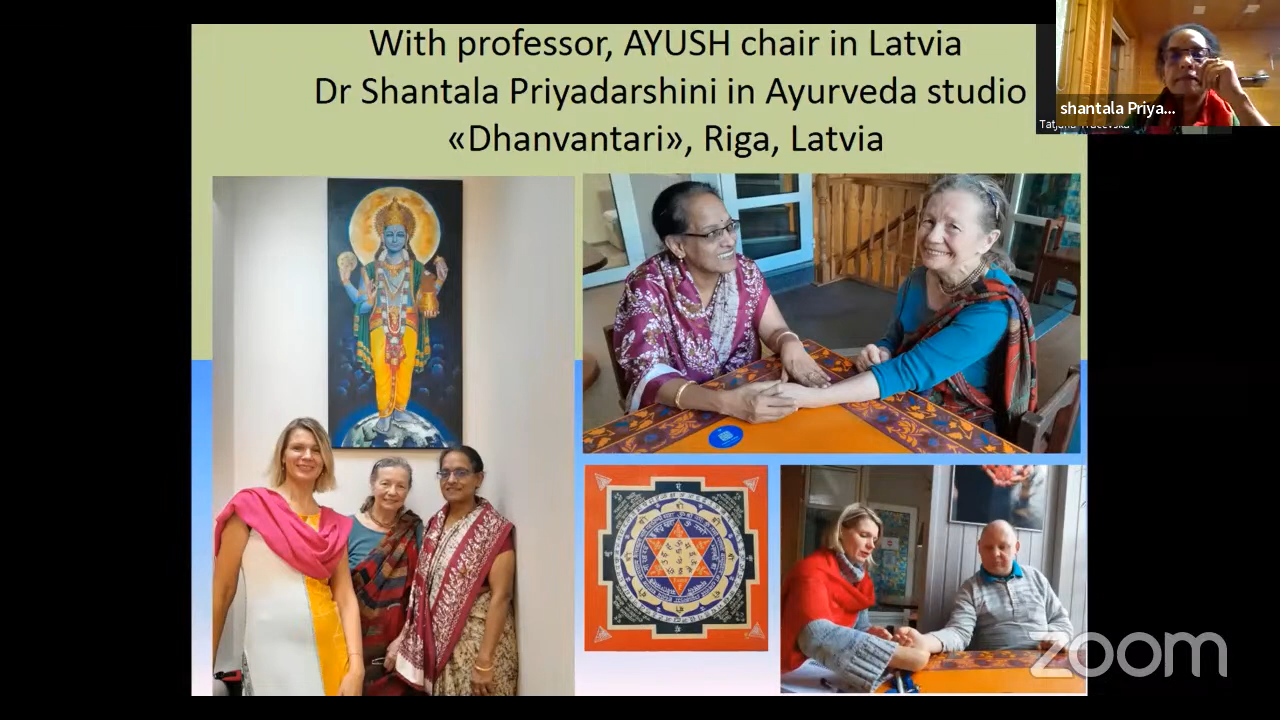 With professor, AYUSH chair in Latvia
Dr Shantala Priyadarshini in Ayurveda studio
«Dhanvantari», Riga, Latvia
shantala Priya...
zoom